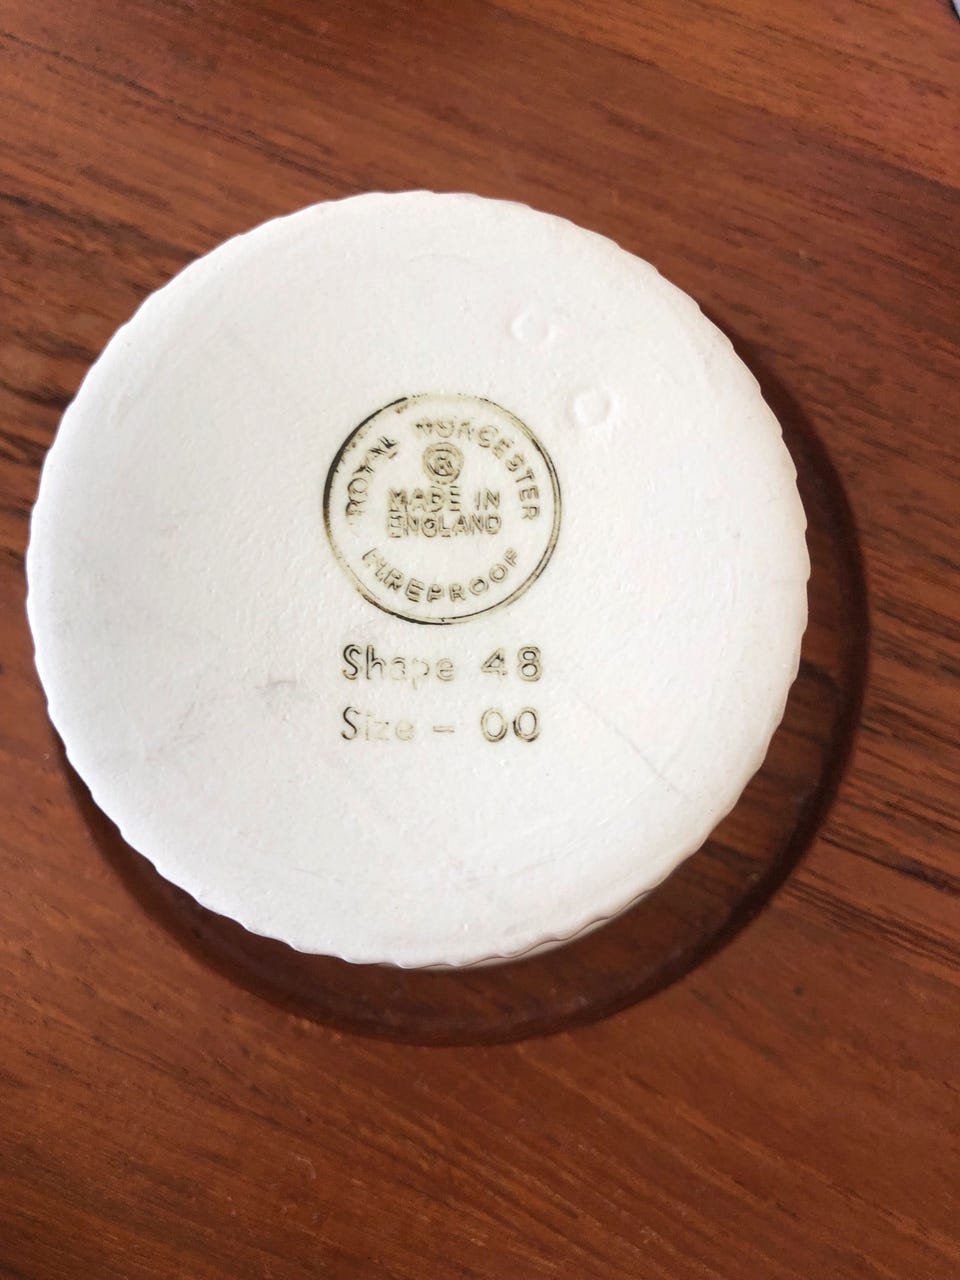 ROYAL WORCESTER
®
MADE IN
ENGLAND
FIREPROOF
Shape 48
Size - 00